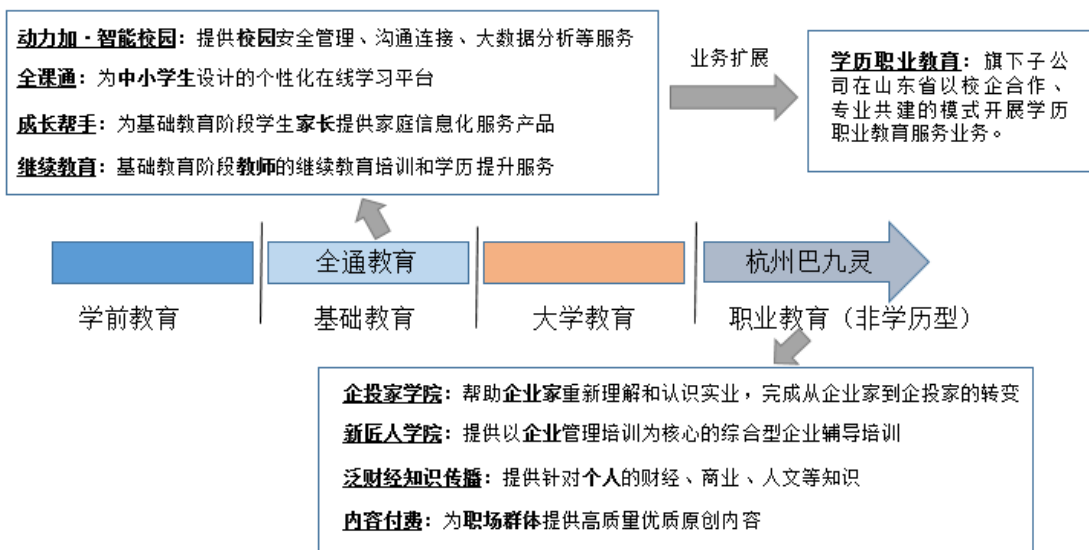 动力加·智能校园：提供校园安全管理、沟通连接、大数据分析等服务
全课通：为中小学生设计的个性化在线学习平台
成长帮手：为基础教育阶段学生家长提供家庭信息化服务产品
继续教育：基础教育阶段教师的继续教育培训和学历提升服务
业务扩展
学历职业教育：旗下子公
司在山东省以校企合作、
专业共建的模式开展学历
职业教育服务业务。
全通教育
杭州巴九灵
学前教育
基础教育
大学教育
职业教育（非学历型）
企投家学院：帮助企业家重新理解和认识实业，完成从企业家到企投家的转变
新匠人学院：提供以企业管理培训为核心的综合型企业辅导培训
泛财经知识传播：提供针对个人的财经、商业、人文等知识
内容付费：为职场群体提供高质量优质原创内容